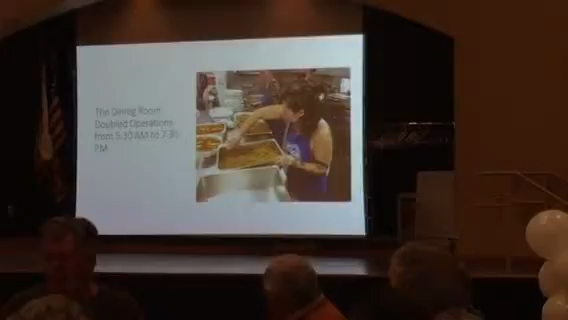 The Dining Room
Doubled Operations
from 5:30 AM to 7:30
PM